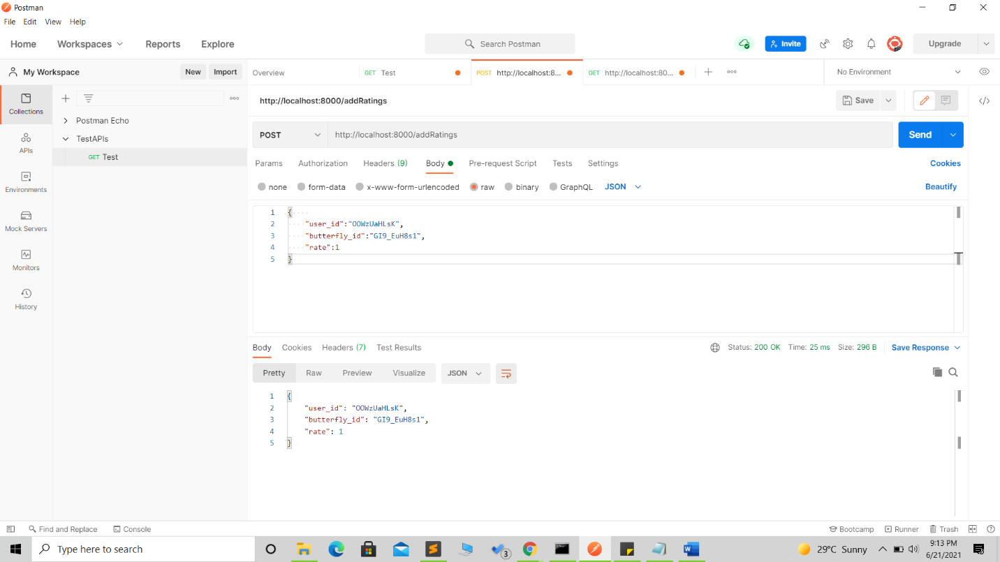 Postman
File Edit View Help
Home Workspaces Reports Explore Search Postman Invite Upgrade
My Workspace New Import Overview GET Test POST http://localhost:8... GET http://localhost:80... No Environment
http://localhost:8000/addRatings Save
Collections
APIs
Environments
Mock Servers
Monitors
History
Postman Echo
TestAPIs
GET Test
POST http://localhost:8000/addRatings Send
Params Authorization Headers (9) Body Pre-request Script Tests Settings Cookies
none form-data x-www-form-urlencoded raw binary GraphQL JSON Beautify
1 {
2 "user_id":"OOWzUaHLsK",
3 "butterfly_id":"GI9_EuH8s1",
4 "rate":1
5 }
Body Cookies Headers (7) Test Results Status: 200 OK Time: 25 ms Size: 296 B Save Response
Pretty Raw Preview Visualize JSON
1 {
2 "user_id": "OOWzUaHLsK",
3 "butterfly_id": "GI9_EuH8s1",
4 "rate": 1
5 }
Find and Replace Console Bootcamp Runner Trash
Type here to search 3 29°C Sunny 9:13 PM
6/21/2021